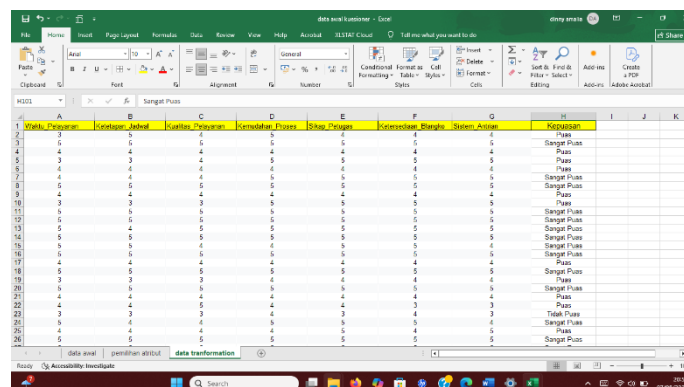 data awal kuesioner - Excel
dinny amalia DA
File Home Insert Page Layout Formulas Data Review View Help Acrobat XLSTAT Cloud Tell me what you want to do Share
Paste Arial 10 General Conditional Formatting Format as Table Cell Styles Insert Delete Format Sort & Filter Find & Select Add-ins Create a PDF
Clipboard Font Alignment Number Styles Cells Editing Add-ins Adobe Acrobat
H101 Sangat Puas
A B C D E F G H I J K
1 Waktu_Pelayanan Ketetapan_Jadwal Kualitas_Pelayanan Kemudahan_Proses Sikap_Petugas Ketersediaan_Blangko Sistem_Antrian Kepuasan
2 3 5 4 5 4 4 4 Puas
3 5 5 4 5 5 5 5 Sangat Puas
4 4 4 4 4 4 4 4 Puas
5 3 3 4 5 5 5 5 Puas
6 4 4 4 4 4 4 4 Puas
7 4 4 4 5 5 5 5 Sangat Puas
8 5 5 5 5 5 5 5 Sangat Puas
9 4 4 4 4 4 4 4 Puas
10 3 3 3 5 5 5 5 Puas
11 5 5 5 5 5 5 5 Sangat Puas
12 5 5 5 5 5 5 5 Sangat Puas
13 5 4 5 5 5 5 5 Sangat Puas
14 5 5 5 5 5 5 5 Sangat Puas
15 5 5 4 4 5 5 4 Sangat Puas
16 5 5 5 5 5 5 5 Sangat Puas
17 4 4 4 4 4 4 4 Puas
18 5 5 5 5 5 5 5 Sangat Puas
19 3 3 3 4 4 4 4 Puas
20 5 5 5 5 5 5 5 Sangat Puas
21 4 4 4 4 4 4 4 Puas
22 4 4 5 4 4 3 3 Puas
23 3 3 3 4 3 4 3 Tidak Puas
24 5 4 4 5 5 5 4 Sangat Puas
25 4 4 4 4 4 4 5 Puas
26 5 5 5 5 5 5 5 Sangat Puas
data awal pemilihan atribut data tranformation
Ready Accessibility: Investigate
Search